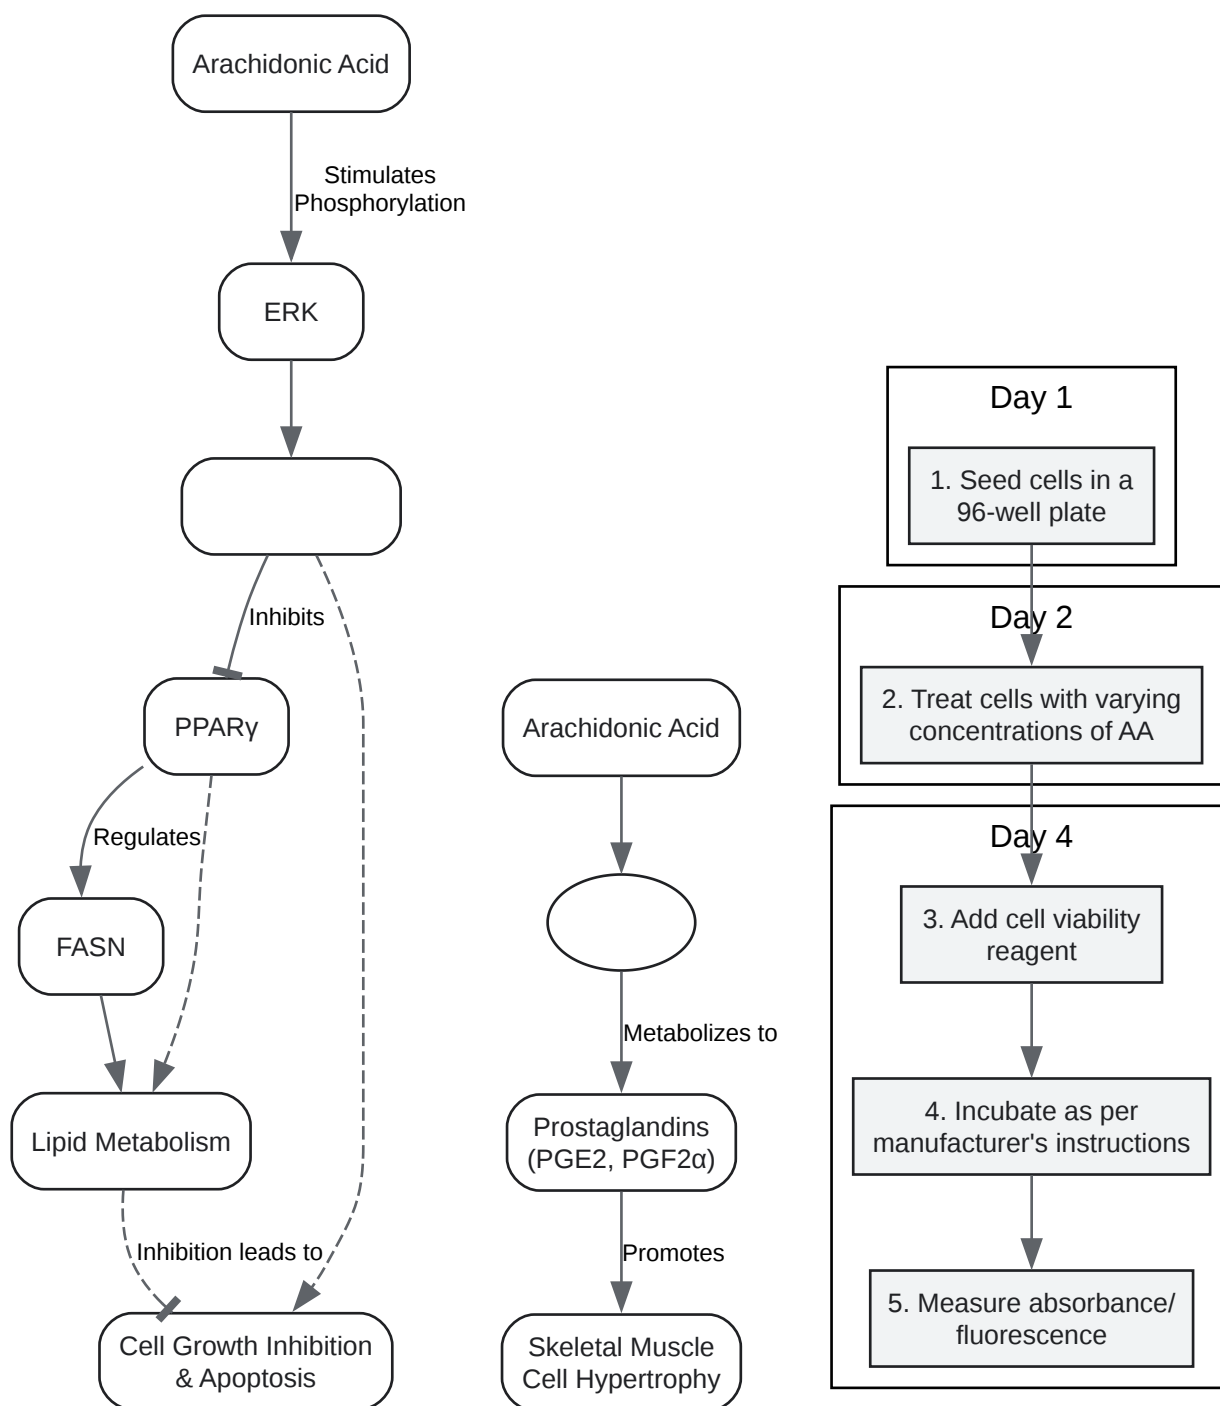 Arachidonic Acid
Stimulates
Phosphorylation
ERK
Inhibits
PPARγ
Regulates
FASN
Lipid Metabolism
Inhibition leads to
Cell Growth Inhibition
& Apoptosis
Arachidonic Acid
Metabolizes to
Prostaglandins
(PGE2, PGF2α)
Promotes
Skeletal Muscle
Cell Hypertrophy
Day 1
1. Seed cells in a
96-well plate
Day 2
2. Treat cells with varying
concentrations of AA
Day 4
3. Add cell viability
reagent
4. Incubate as per
manufacturer's instructions
5. Measure absorbance/
fluorescence